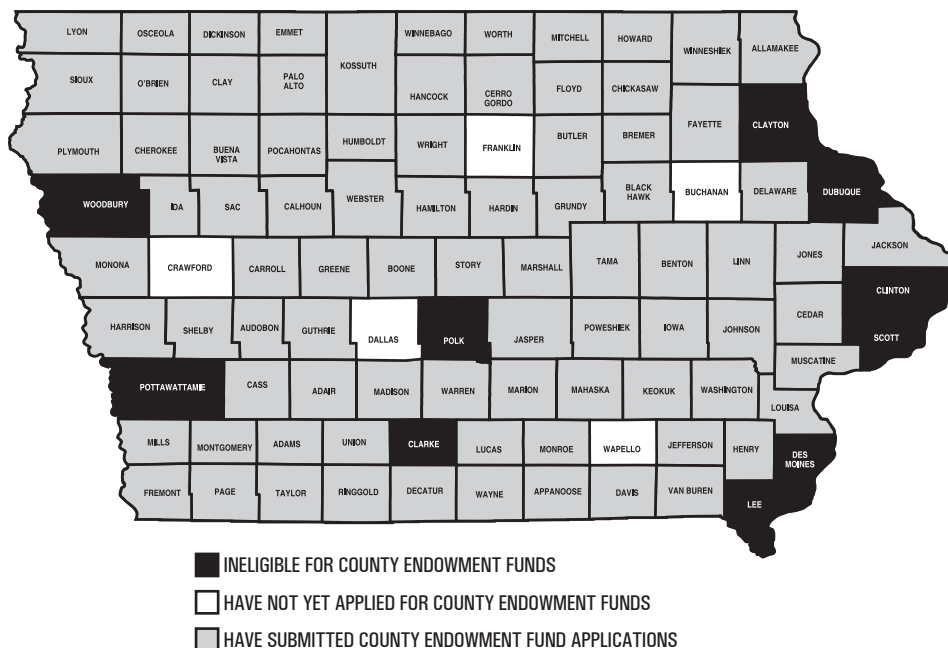 LYON
OSCEOLA
DICKINSON
EMMET
KOSSUTH
WINNEBAGO
WORTH
MITCHELL
HOWARD
WINNESHIEK
ALLAMAKEE
SIOUX
O'BRIEN
CLAY
PALO
ALTO
HANCOCK
CERRO
GORDO
FLOYD
CHICKASAW
FAYETTE
CLAYTON
PLYMOUTH
CHEROKEE
BUENA
VISTA
POCAHONTAS
HUMBOLDT
WRIGHT
FRANKLIN
BUTLER
BREMER
WOODBURY
IDA
SAC
CALHOUN
WEBSTER
HAMILTON
HARDIN
GRUNDY
BLACK
HAWK
BUCHANAN
DELAWARE
DUBUQUE
MONONA
CRAWFORD
CARROLL
GREENE
BOONE
STORY
MARSHALL
TAMA
BENTON
LINN
JONES
JACKSON
CLINTON
HARRISON
SHELBY
AUDOBON
GUTHRIE
DALLAS
POLK
JASPER
POWESHIEK
IOWA
JOHNSON
CEDAR
SCOTT
MUSCATINE
POTTAWATTAMIE
CASS
ADAIR
MADISON
WARREN
MARION
MAHASKA
KEOKUK
WASHINGTON
LOUISA
MILLS
MONTGOMERY
ADAMS
UNION
CLARKE
LUCAS
MONROE
WAPELLO
JEFFERSON
HENRY
DES
MOINES
FREMONT
PAGE
TAYLOR
RINGGOLD
DECATUR
WAYNE
APPANOOSE
DAVIS
VAN BUREN
LEE
INELIGIBLE FOR COUNTY ENDOWMENT FUNDS
HAVE NOT YET APPLIED FOR COUNTY ENDOWMENT FUNDS
HAVE SUBMITTED COUNTY ENDOWMENT FUND APPLICATIONS